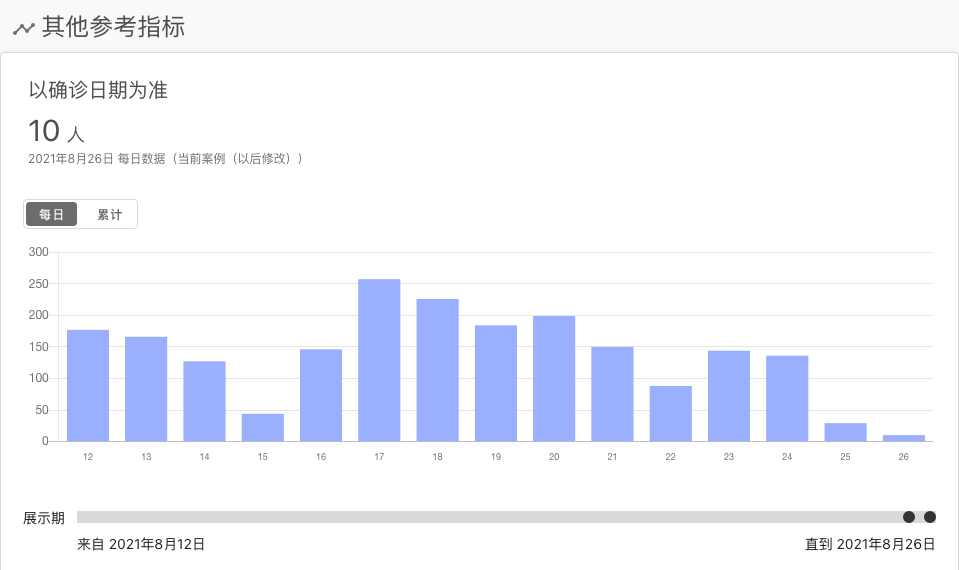 其他参考指标
以确诊日期为准
10 人
2021年8月26日 每日数据（当前案例（以后修改））
每日 累计
300
250
200
150
100
50
0
12 13 14 15 16 17 18 19 20 21 22 23 24 25 26
展示期
来自 2021年8月12日 直到 2021年8月26日